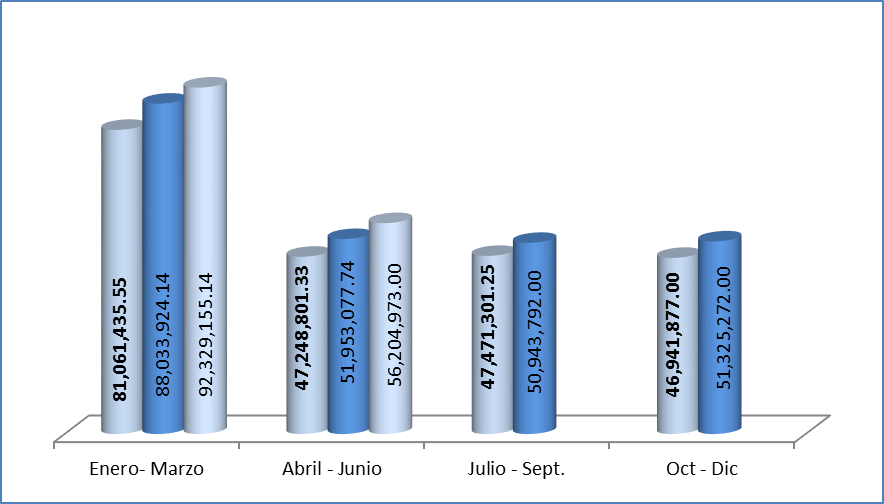 81,061,435.55
88,033,924.14
92,329,155.14
47,248,801.33
51,953,077.74
56,204,973.00
47,471,301.25
50,943,792.00
46,941,877.00
51,325,272.00
Enero- Marzo
Abril - Junio
Julio - Sept.
Oct - Dic